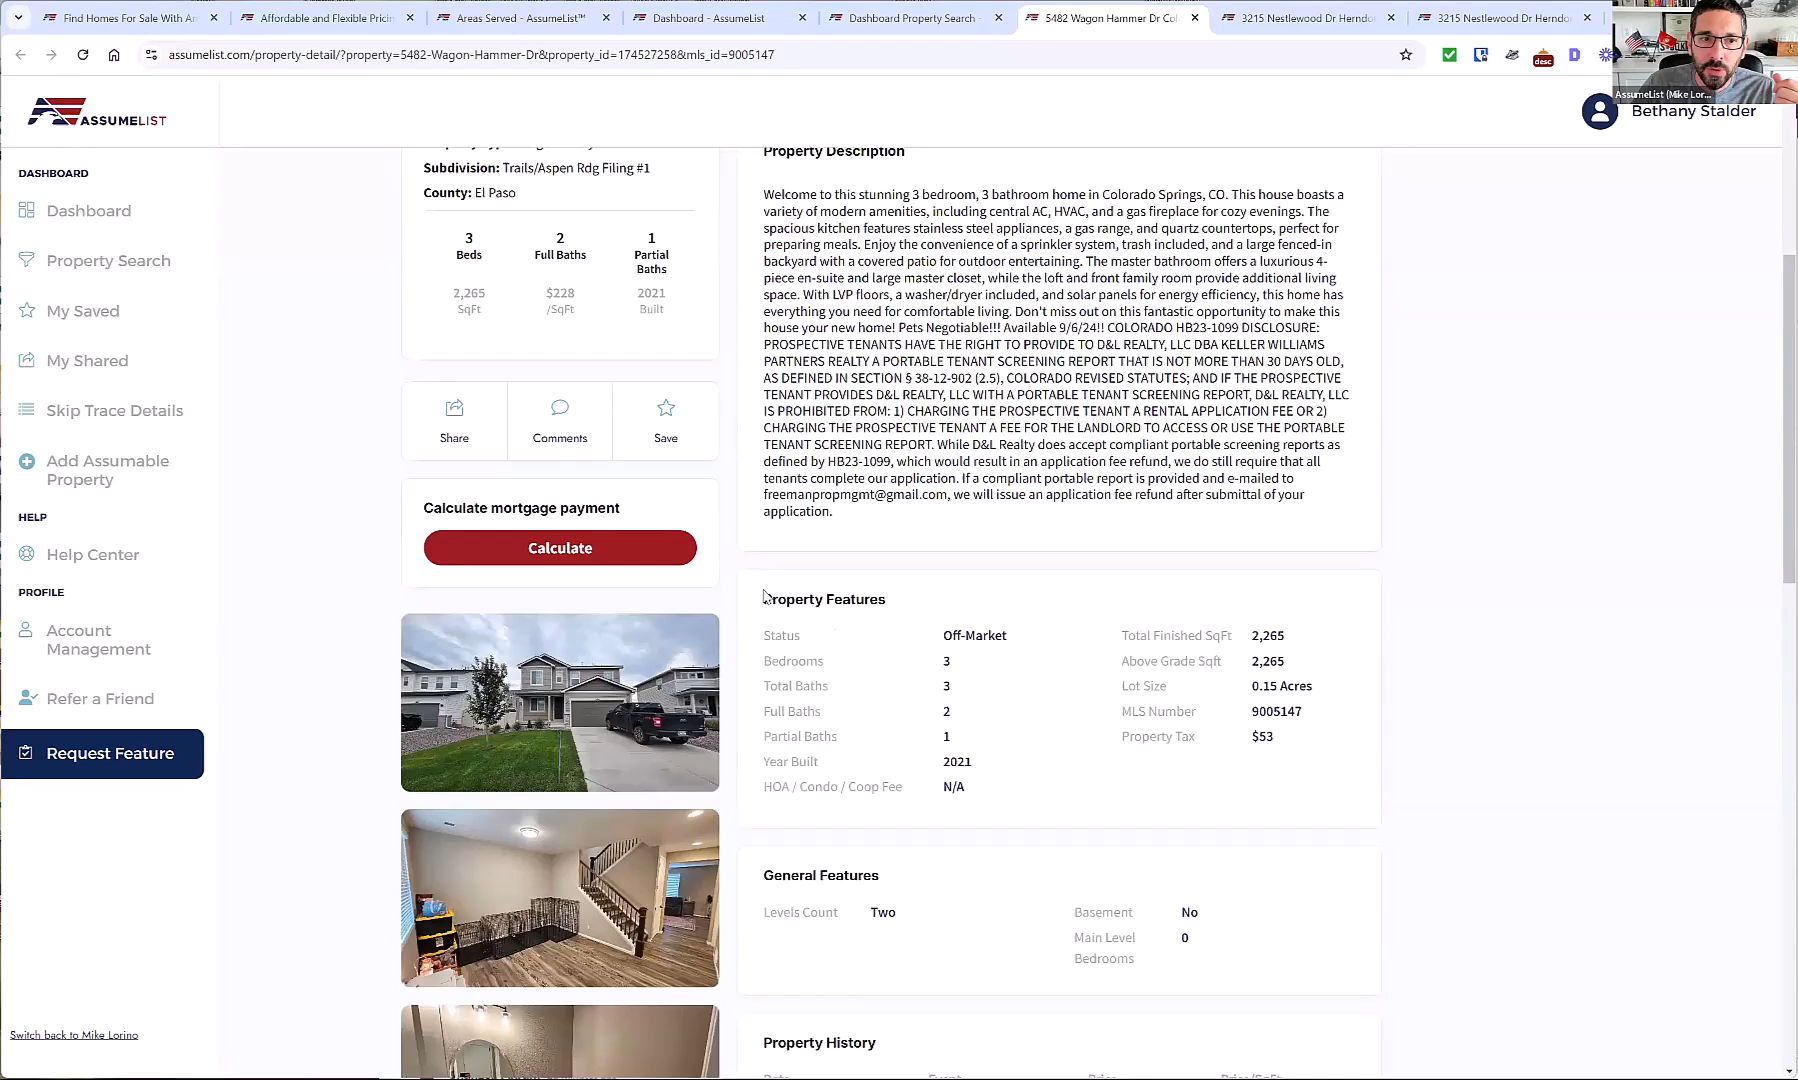 Find Homes For Sale With Am
Affordable and Flexible Pricin
Areas Served - AssumeList™
Dashboard - AssumeList
Dashboard Property Search -
5482 Wagon Hammer Dr Col
3215 Nestlewood Dr Herndo
3215 Nestlewood Dr Herndo
assumelist.com/property-detail/?property=5482-Wagon-Hammer-Dr&property_id=174527258&mls_id=9005147
desc
D
AssumeList (Mike Lor...
ASSUMELIST
Bethany Stalder
DASHBOARD
Dashboard
Property Search
My Saved
My Shared
Skip Trace Details
Add Assumable
Property
HELP
Help Center
PROFILE
Account
Management
Refer a Friend
Request Feature
Switch back to Mike Lorino
Subdivision: Trails/Aspen Rdg Filing #1
County: El Paso
3
Beds
2
Full Baths
1
Partial
Baths
2,265
SqFt
$228
/SqFt
2021
Built
Share
Comments
Save
Calculate mortgage payment
Calculate
Property Description
Welcome to this stunning 3 bedroom, 3 bathroom home in Colorado Springs, CO. This house boasts a
variety of modern amenities, including central AC, HVAC, and a gas fireplace for cozy evenings. The
spacious kitchen features stainless steel appliances, a gas range, and quartz countertops, perfect for
preparing meals. Enjoy the convenience of a sprinkler system, trash included, and a large fenced-in
backyard with a covered patio for outdoor entertaining. The master bathroom offers a luxurious 4-
piece en-suite and large master closet, while the loft and front family room provide additional living
space. With LVP floors, a washer/dryer included, and solar panels for energy efficiency, this home has
everything you need for comfortable living. Don't miss out on this fantastic opportunity to make this
house your new home! Pets Negotiable!!! Available 9/6/24!! COLORADO HB23-1099 DISCLOSURE:
PROSPECTIVE TENANTS HAVE THE RIGHT TO PROVIDE TO D&L REALTY, LLC DBA KELLER WILLIAMS
PARTNERS REALTY A PORTABLE TENANT SCREENING REPORT THAT IS NOT MORE THAN 30 DAYS OLD,
AS DEFINED IN SECTION § 38-12-902 (2.5), COLORADO REVISED STATUTES; AND IF THE PROSPECTIVE
TENANT PROVIDES D&L REALTY, LLC WITH A PORTABLE TENANT SCREENING REPORT, D&L REALTY, LLC
IS PROHIBITED FROM: 1) CHARGING THE PROSPECTIVE TENANT A RENTAL APPLICATION FEE OR 2)
CHARGING THE PROSPECTIVE TENANT A FEE FOR THE LANDLORD TO ACCESS OR USE THE PORTABLE
TENANT SCREENING REPORT. While D&L Realty does accept compliant portable screening reports as
defined by HB23-1099, which would result in an application fee refund, we do still require that all
tenants complete our application. If a compliant portable report is provided and e-mailed to
freemanpropmgmt@gmail.com, we will issue an application fee refund after submittal of your
application.
Property Features
Status Off-Market
Bedrooms 3
Total Baths 3
Full Baths 2
Partial Baths 1
Year Built 2021
HOA / Condo / Coop Fee N/A
Total Finished SqFt 2,265
Above Grade Sqft 2,265
Lot Size 0.15 Acres
MLS Number 9005147
Property Tax $53
General Features
Levels Count Two
Basement No
Main Level 0
Bedrooms
Property History